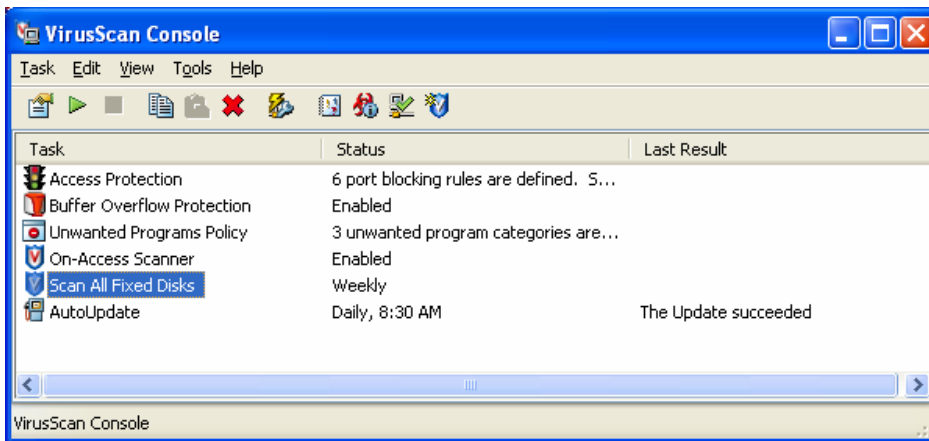 VirusScan Console
Task Edit View Tools Help
Task Status Last Result
Access Protection 6 port blocking rules are defined. S...
Buffer Overflow Protection Enabled
Unwanted Programs Policy 3 unwanted program categories are...
On-Access Scanner Enabled
Scan All Fixed Disks Weekly
AutoUpdate Daily, 8:30 AM The Update succeeded
VirusScan Console